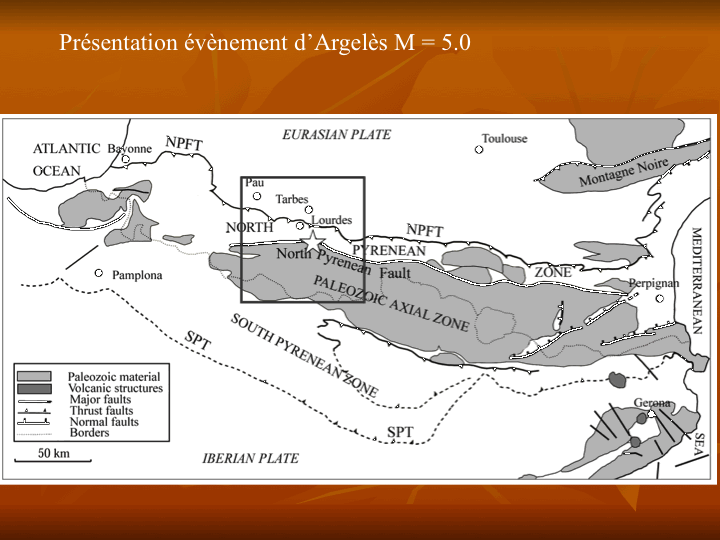 Présentation évènement d’Argelès M = 5.0
EURASIAN PLATE
Toulouse
ATLANTIC
OCEAN
Bayonne
NPFT
Montagne Noire
Pau
Tarbes
Lourdes
NORTH
NPFT
PYRENEAN
ZONE
North Pyrenean Fault
MEDITERRANEAN
SEA
Pamplona
Perpignan
PALEOZOIC AXIAL ZONE
SOUTH PYRENEAN ZONE
SPT
SPT
Gerona
Paleozoic material
Volcanic structures
Major faults
Thrust faults
Normal faults
Borders
50 km
IBERIAN PLATE